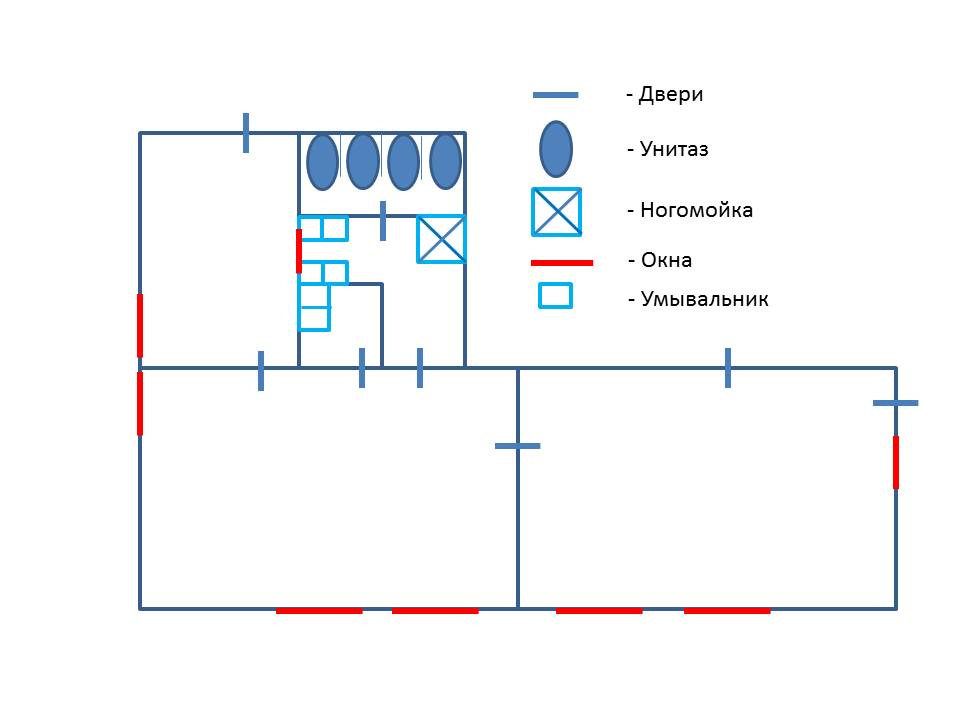 - Двери
- Унитаз
- Ногомойка
- Окна
- Умывальник